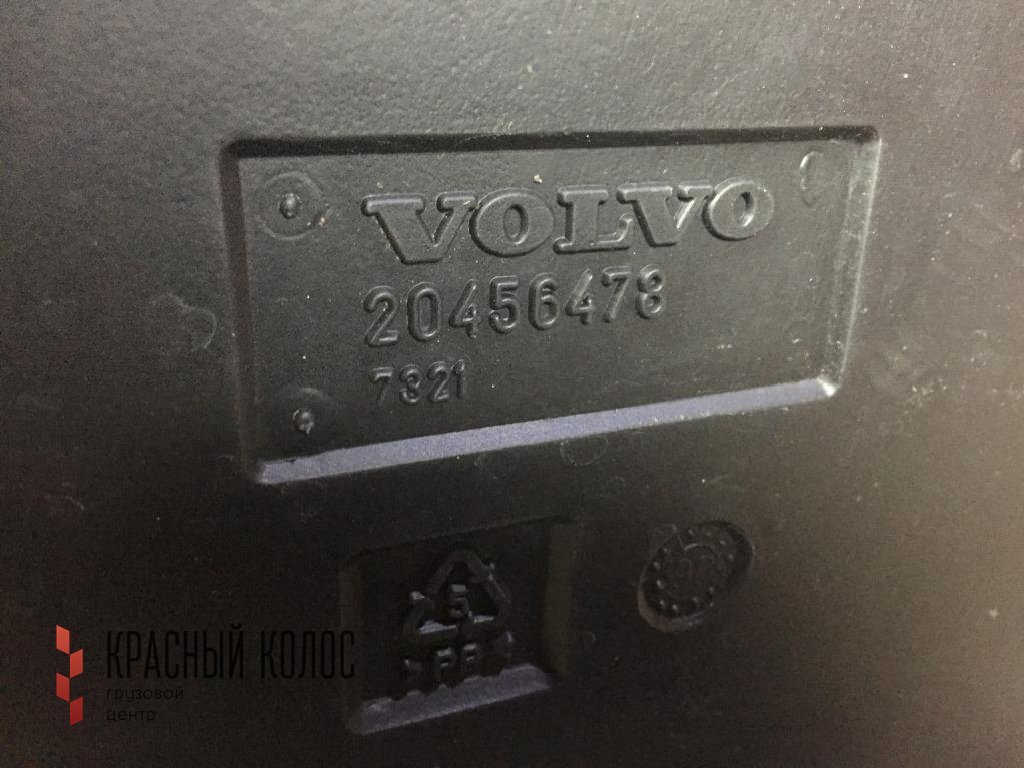 VOLVO
20456478
7321
5
>PP<
КРАСНЫЙ КОЛОС
грузовой
центр